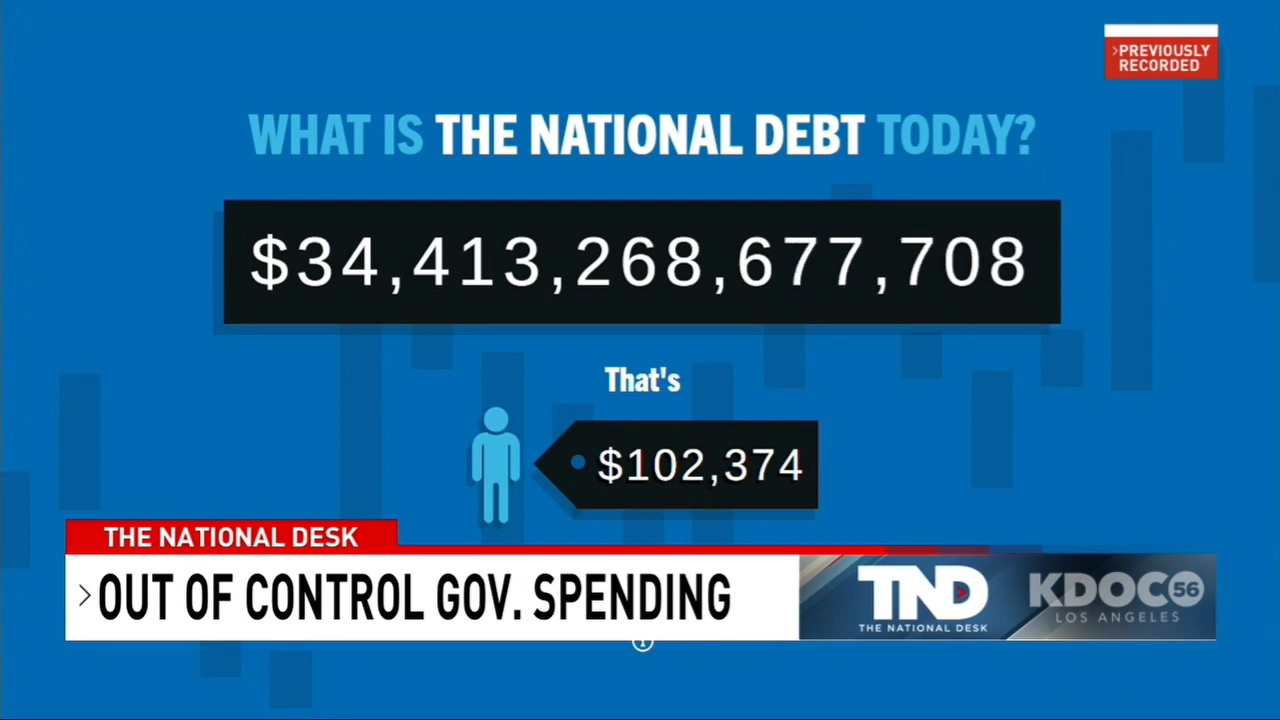 >PREVIOUSLY
RECORDED
WHAT IS THE NATIONAL DEBT TODAY?
$34,413,268,677,708
That's
$102,374
THE NATIONAL DESK
>OUT OF CONTROL GOV. SPENDING
TND
THE NATIONAL DESK
KDOC 56
LOS ANGELES